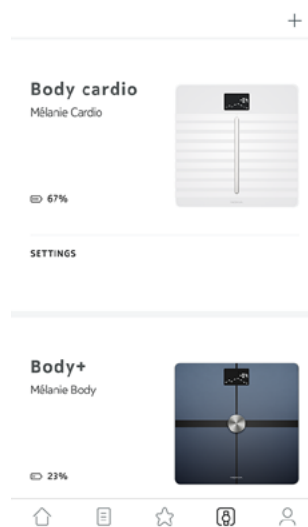 Body cardio
Mélanie Cardio
67%
SETTINGS
Body+
Mélanie Body
23%